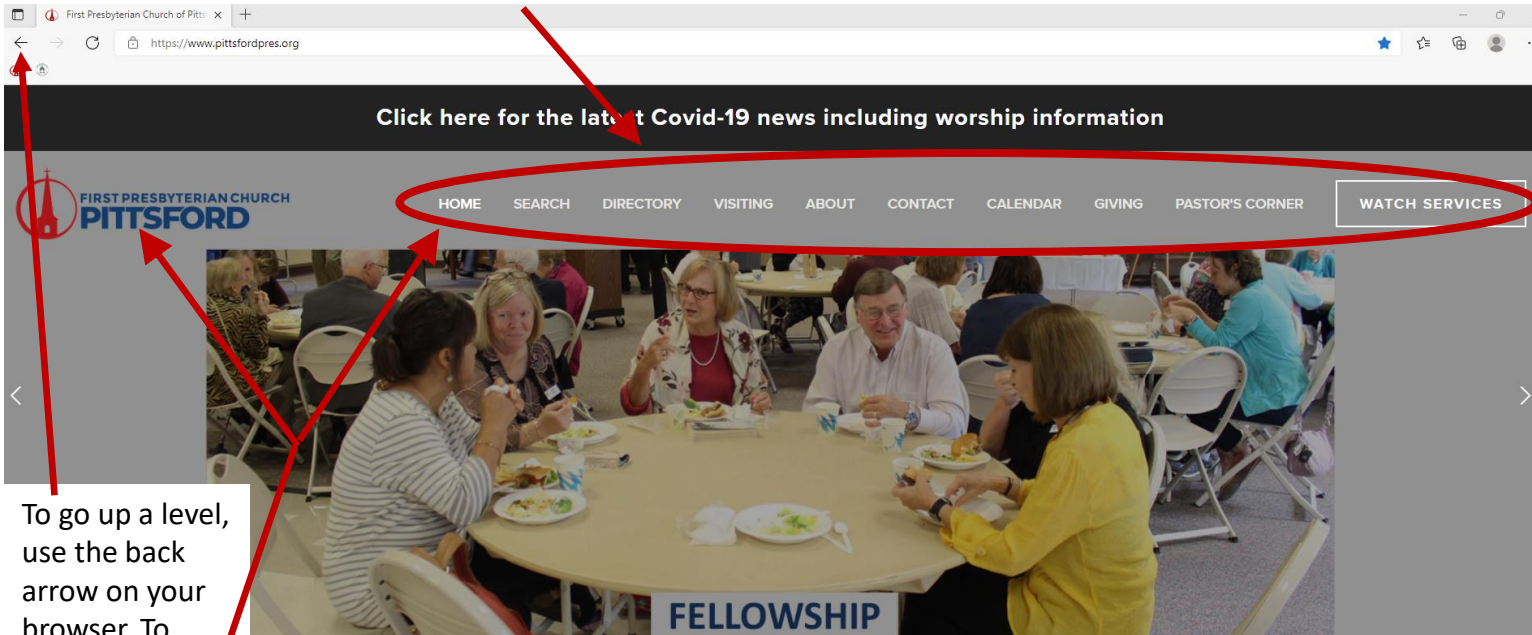 First Presbyterian Church of Pitts
https://www.pittsfordpres.org
Click here for the latest Covid-19 news including worship information
FIRST PRESBYTERIAN CHURCH
PITTSFORD
HOME SEARCH DIRECTORY VISITING ABOUT CONTACT CALENDAR GIVING PASTOR'S CORNER WATCH SERVICES
To go up a level,
use the back
arrow on your
browser. To
FELLOWSHIP